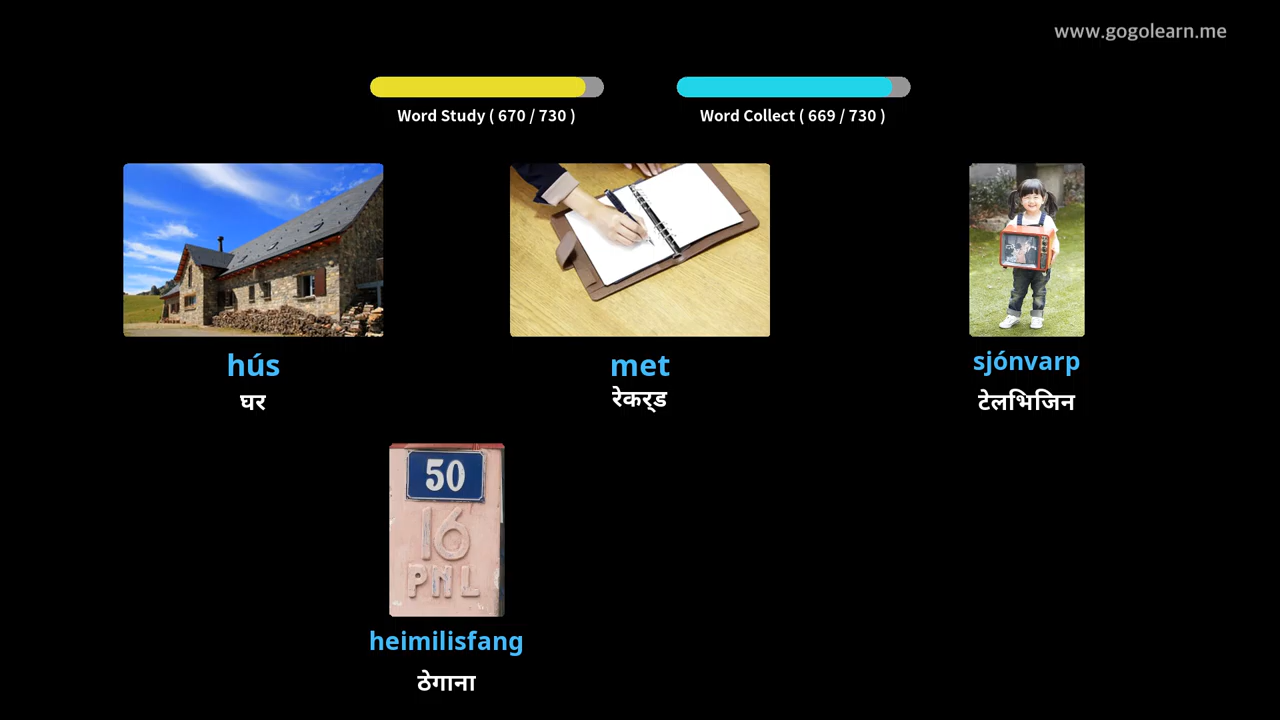 www.gogolearn.me
Word Study ( 670 / 730 )
Word Collect ( 669 / 730 )
hús
घर
met
रेकर्ड
sjónvarp
टेलभिजिन
50
16
PNL
heimilisfang
ठेगाना